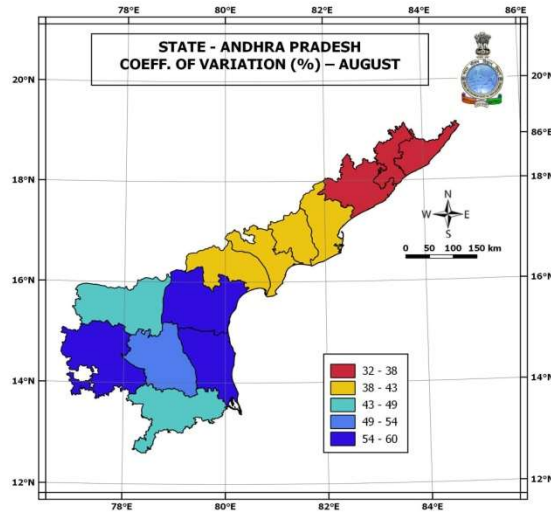 78°E 80°E 82°E 84°E 86°E
STATE - ANDHRA PRADESH
COEFF. OF VARIATION (%) – AUGUST
20°N
20°N
86°E
18°N
18°N
N
W E
S
0 50 100 150 km
16°N
16°N
32 - 38
38 - 43
43 - 49
49 - 54
54 - 60
14°N
14°N
12°N
12°N
78°E 80°E 82°E 84°E